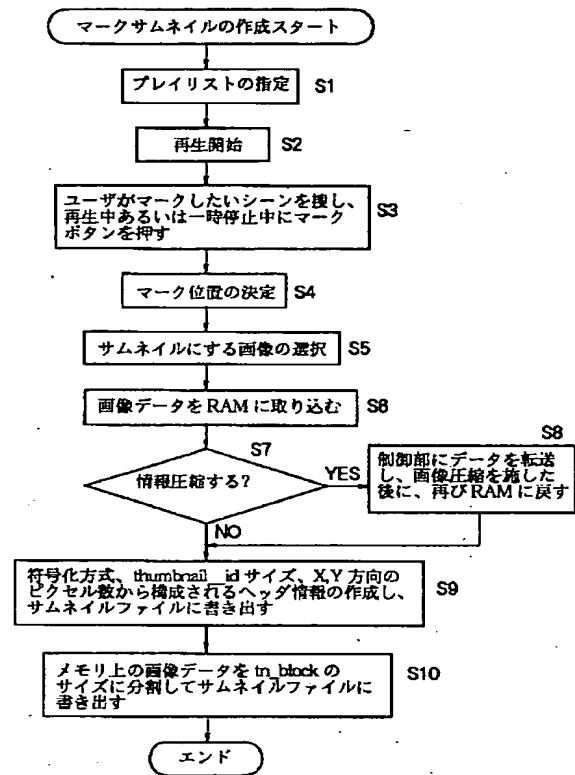 マークサムネイルの作成スタート
プレイリストの指定 S1
再生開始 S2
ユーザがマークしたいシーンを捜し、
再生中あるいは一時停止中にマーク
ボタンを押す
S3
マーク位置の決定 S4
サムネイルにする画像の選択 S5
画像データをRAMに取り込む S6
S7
情報圧縮する?
YES
NO
S8
制御部にデータを転送
し、画像圧縮を施した
後に、再びRAMに戻す
符号化方式、thumbnail_idサイズ、X,Y方向の
ピクセル数から構成されるヘッダ情報の作成し、
サムネイルファイルに書き出す
S9
メモリ上の画像データをtn_blockの
サイズに分割してサムネイルファイルに
書き出す
S10
エンド